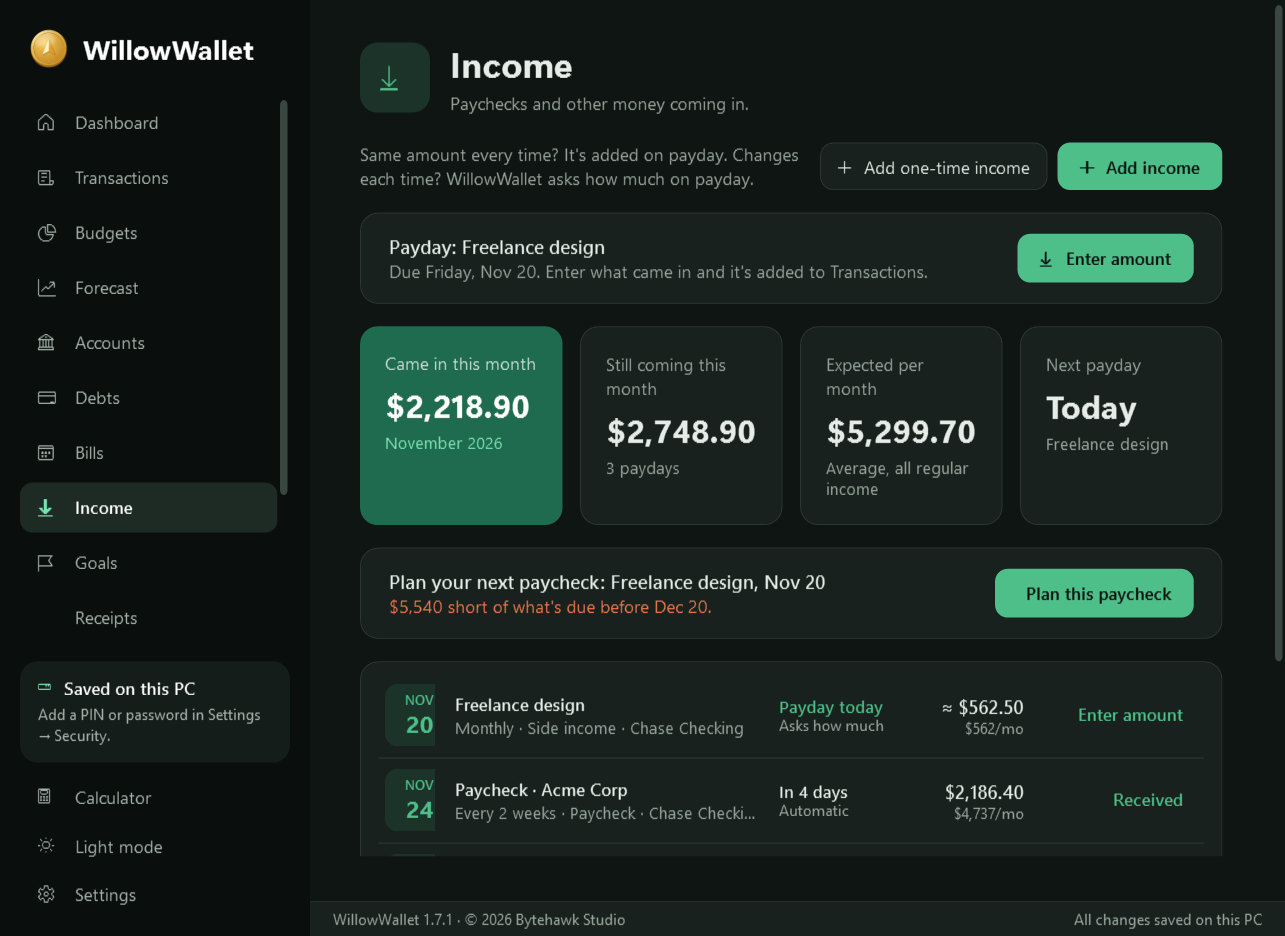 WillowWallet
Dashboard
Transactions
Budgets
Forecast
Accounts
Debts
Bills
Income
Goals
Receipts
Saved on this PC
Add a PIN or password in Settings
→ Security.
Calculator
Light mode
Settings
Income
Paychecks and other money coming in.
Same amount every time? It's added on payday. Changes
each time? WillowWallet asks how much on payday.
+ Add one-time income
+ Add income
Payday: Freelance design
Due Friday, Nov 20. Enter what came in and it's added to Transactions.
Enter amount
Came in this month
$2,218.90
November 2026
Still coming this
month
$2,748.90
3 paydays
Expected per
month
$5,299.70
Average, all regular
income
Next payday
Today
Freelance design
Plan your next paycheck: Freelance design, Nov 20
$5,540 short of what's due before Dec 20.
Plan this paycheck
NOV
20
Freelance design
Monthly · Side income · Chase Checking
Payday today
Asks how much
≈ $562.50
$562/mo
Enter amount
NOV
24
Paycheck · Acme Corp
Every 2 weeks · Paycheck · Chase Checki...
In 4 days
Automatic
$2,186.40
$4,737/mo
Received
WillowWallet 1.7.1 · © 2026 Bytehawk Studio
All changes saved on this PC